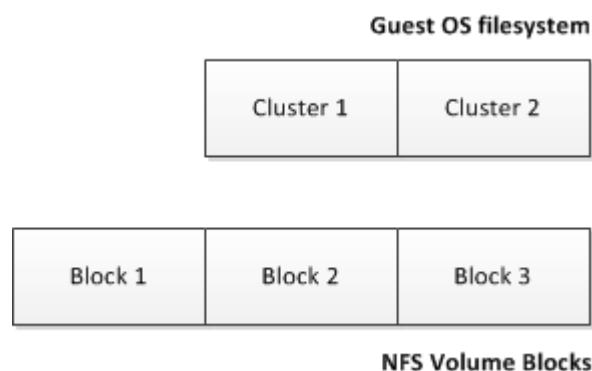 Guest OS filesystem
Cluster 1
Cluster 2
Block 1
Block 2
Block 3
NFS Volume Blocks